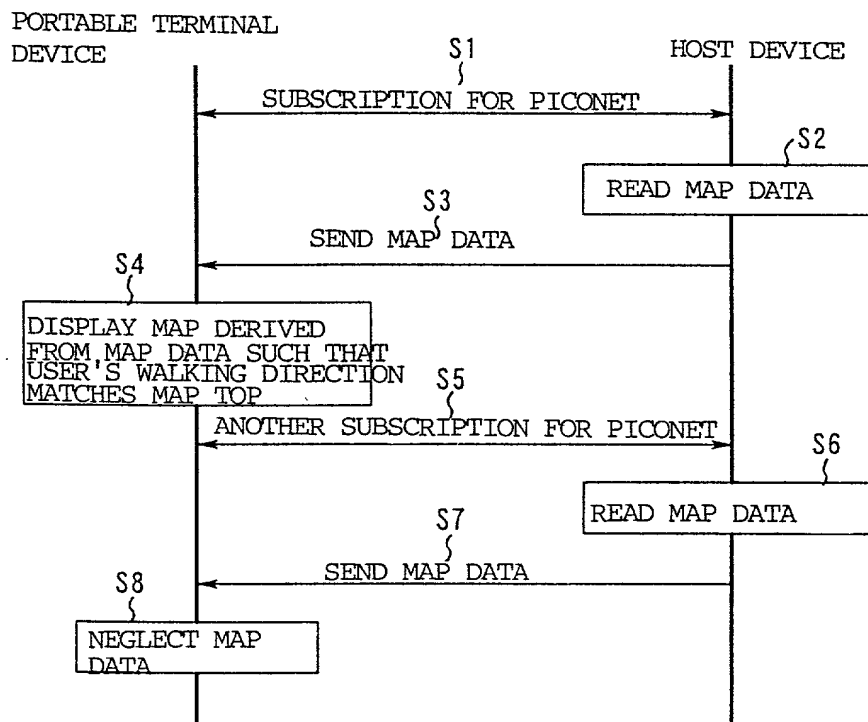 PORTABLE TERMINAL
DEVICE
HOST DEVICE
S1
SUBSCRIPTION FOR PICONET
S2
READ MAP DATA
S3
SEND MAP DATA
S4
DISPLAY MAP DERIVED
FROM MAP DATA SUCH THAT
USER'S WALKING DIRECTION
MATCHES MAP TOP
S5
ANOTHER SUBSCRIPTION FOR PICONET
S6
READ MAP DATA
S7
SEND MAP DATA
S8
NEGLECT MAP
DATA